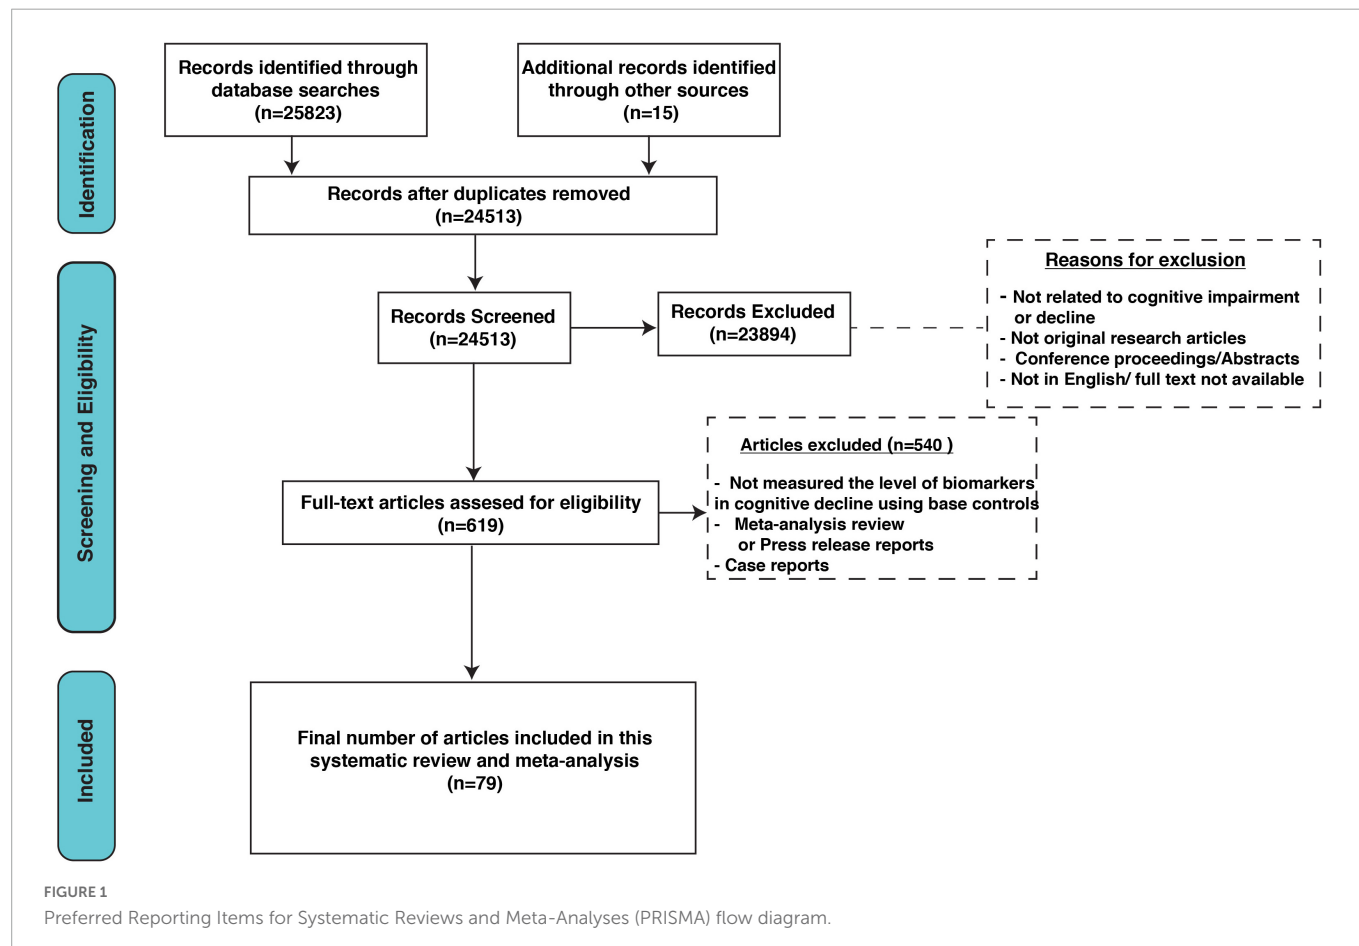 Identification
Records identified through
database searches
(n=25823)
Additional records identified
through other sources
(n=15)
Records after duplicates removed
(n=24513)
Screening and Eligibility
Records Screened
(n=24513)
Records Excluded
(n=23894)
Reasons for exclusion
- Not related to cognitive impairment
or decline
- Not original research articles
- Conference proceedings/Abstracts
- Not in English/ full text not available
Full-text articles assesed for eligibility
(n=619)
Articles excluded (n=540 )
- Not measured the level of biomarkers
in cognitive decline using base controls
- Meta-analysis review
or Press release reports
- Case reports
Included
Final number of articles included in this
systematic review and meta-analysis
(n=79)
FIGURE 1
Preferred Reporting Items for Systematic Reviews and Meta-Analyses (PRISMA) flow diagram.